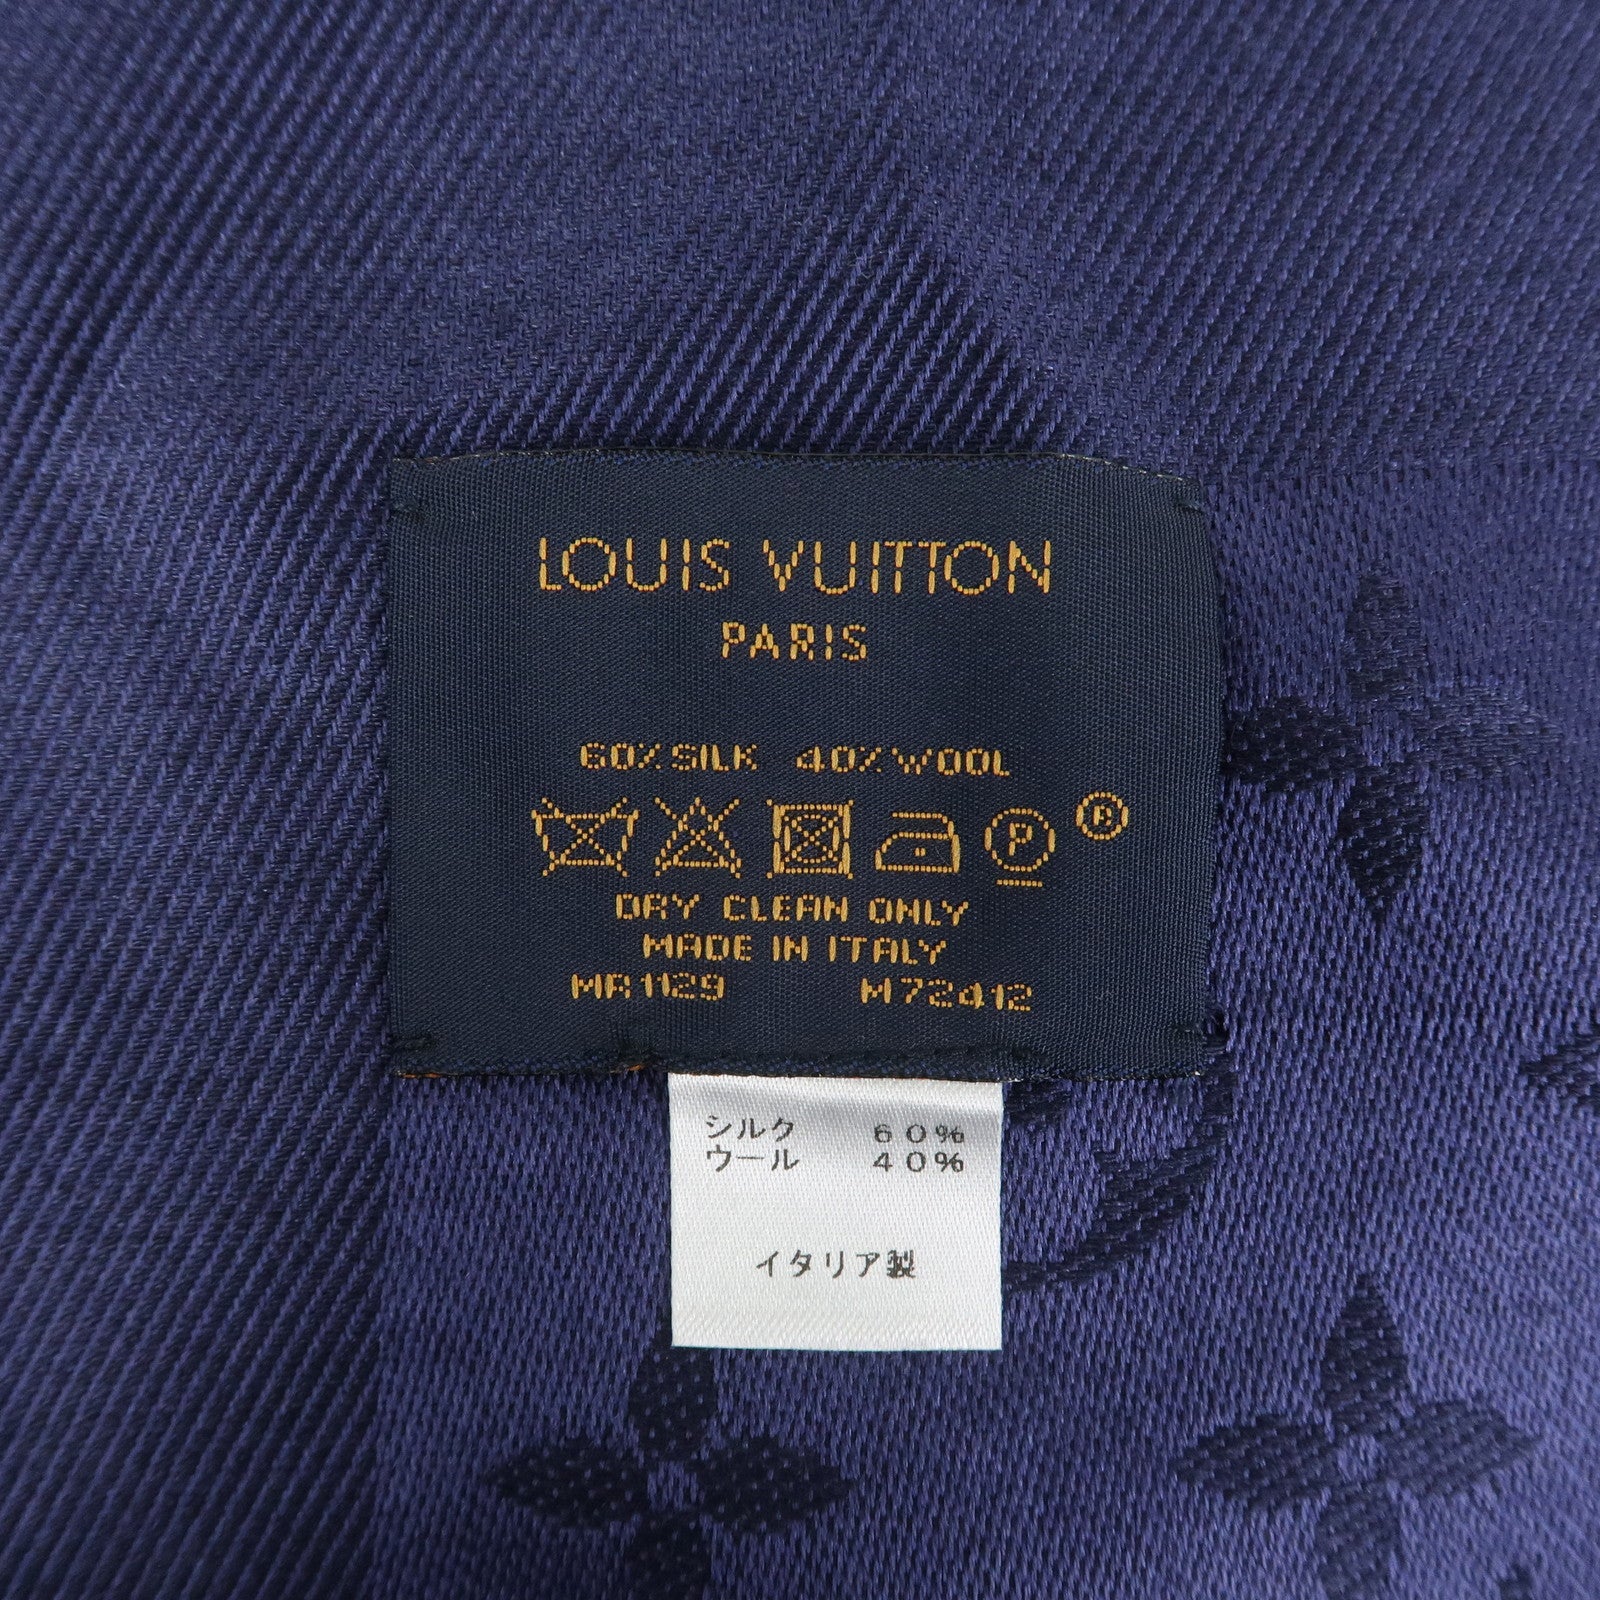 LOUIS VUITTON
PARIS
60% SILK 40% WOOL
P ®
DRY CLEAN ONLY
MADE IN ITALY
MR1129 M72412
シルク 60%
ウール 40%
イタリア製